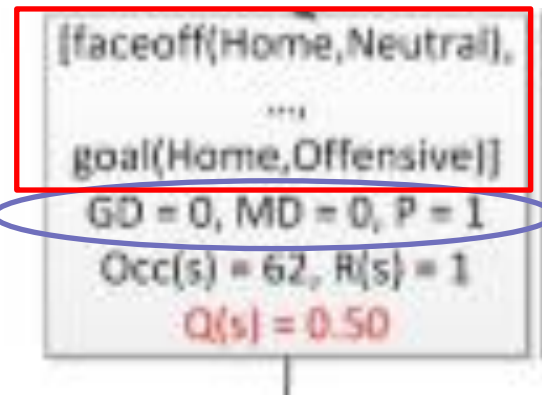 [faceoff(Home,Neutral),
...,
goal(Home,Offensive)]
GD = 0, MD = 0, P = 1
Occ(s) = 62, R(s) = 1
Q(s) = 0.50